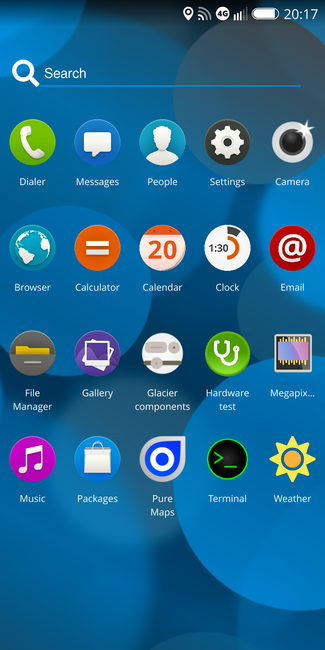 4G 20:17
Search
Dialer Messages People Settings Camera
20 1:30 @
Browser Calculator Calendar Clock Email
File Gallery Glacier Hardware Megapix...
Manager components test
>_
Music Packages Pure Terminal Weather
Maps